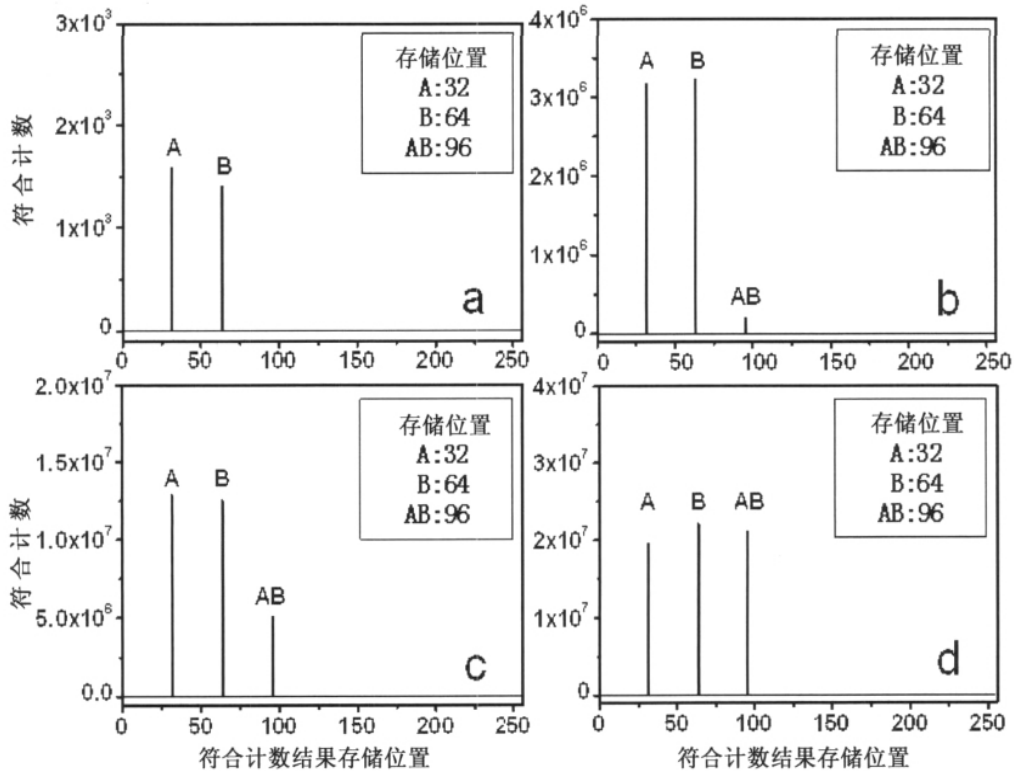 3x10³
2x10³
1x10³
0
符合计数
A
B
存储位置
A:32
B:64
AB:96
a
0 50 100 150 200 250
4x10⁶
3x10⁶
2x10⁶
1x10⁶
0
A
B
AB
存储位置
A:32
B:64
AB:96
b
0 50 100 150 200 250
2.0x10⁷
1.5x10⁷
1.0x10⁷
5.0x10⁶
0.0
符合计数
A
B
AB
存储位置
A:32
B:64
AB:96
c
0 50 100 150 200 250
符合计数结果存储位置
4x10⁷
3x10⁷
2x10⁷
1x10⁷
0
A
B
AB
存储位置
A:32
B:64
AB:96
d
0 50 100 150 200 250
符合计数结果存储位置